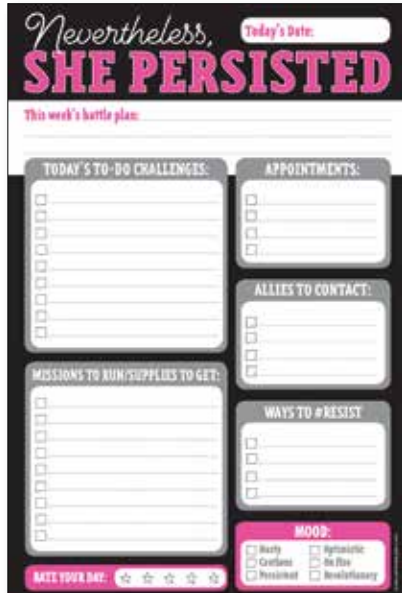 Nevertheless,
Today's Date:
SHE PERSISTED
This week's battle plan:
TODAY'S TO-DO CHALLENGES:
APPOINTMENTS:
ALLIES TO CONTACT:
MISSIONS TO RUN/SUPPLIES TO GET:
WAYS TO #RESIST
MOOD:
Nasty Optimistic
Cautious On Fire
Persistent Revolutionary
RATE YOUR DAY: